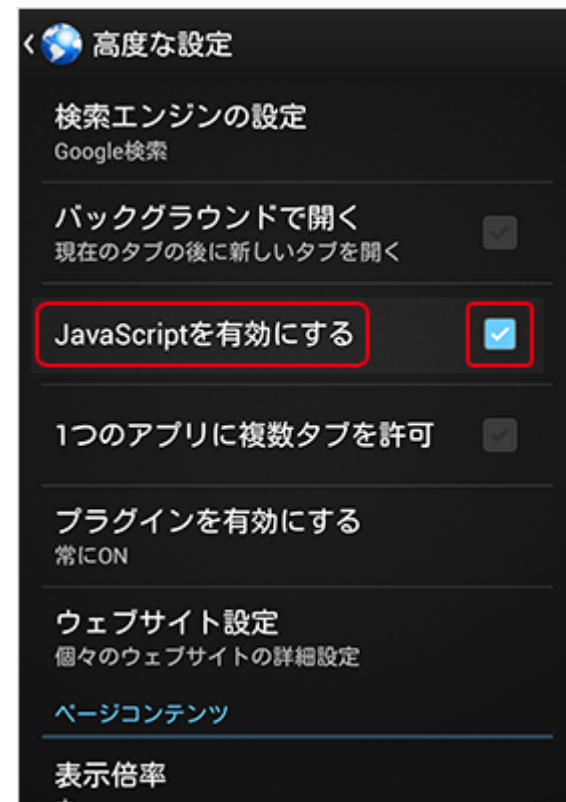 高度な設定
検索エンジンの設定
Google検索
バックグラウンドで開く
現在のタブの後に新しいタブを開く
JavaScriptを有効にする
1つのアプリに複数タブを許可
プラグインを有効にする
常にON
ウェブサイト設定
個々のウェブサイトの詳細設定
ページコンテンツ
表示倍率